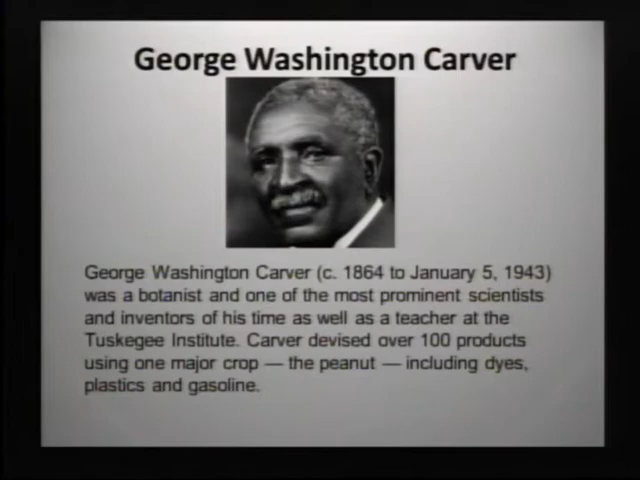 George Washington Carver
George Washington Carver (c. 1864 to January 5, 1943)
was a botanist and one of the most prominent scientists
and inventors of his time as well as a teacher at the
Tuskegee Institute. Carver devised over 100 products
using one major crop — the peanut — including dyes,
plastics and gasoline.